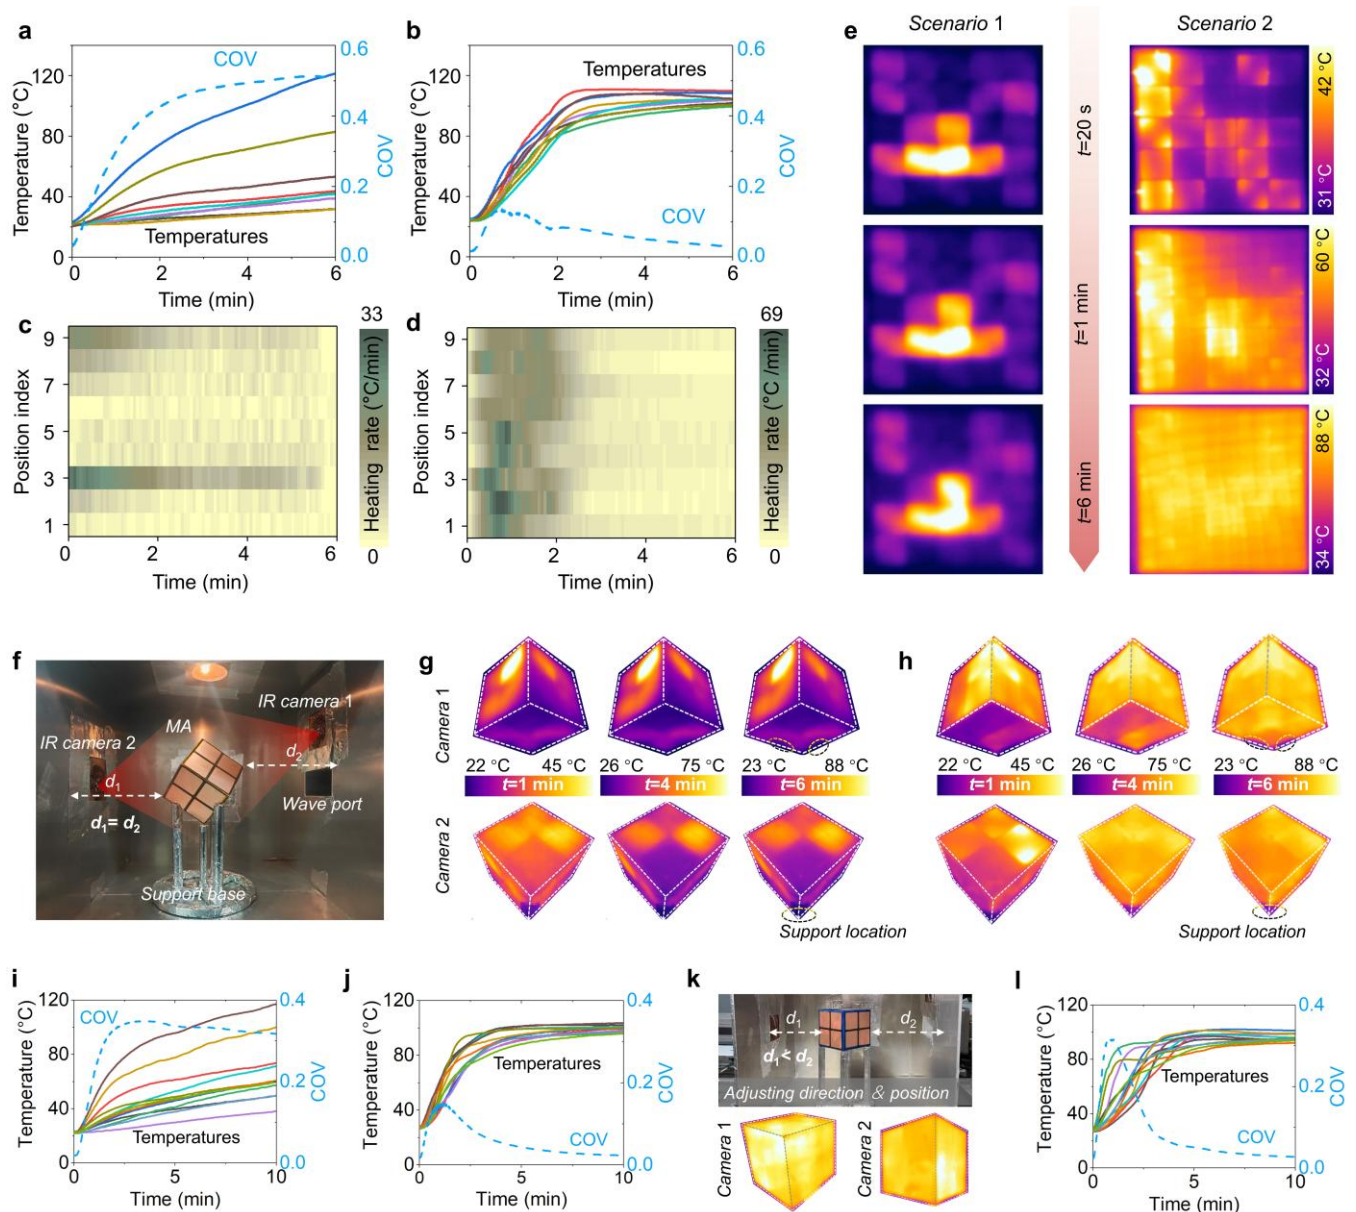 a
COV
Temperatures
Temperature (°C)
120
80
40
0
0.6
0.4
0.2
0.0
COV
0 2 4 6
Time (min)
b
Temperatures
COV
Temperature (°C)
120
80
40
0
0.6
0.4
0.2
0.0
COV
0 2 4 6
Time (min)
c
Position index
9
7
5
3
1
0 2 4 6
Time (min)
33
Heating rate (°C/min)
0
d
9
7
5
3
1
0 2 4 6
Time (min)
69
Heating rate (°C /min)
0
e
Scenario 1
Scenario 2
t=20 s
t=1 min
t=6 min
42 °C
31 °C
60 °C
32 °C
88 °C
34 °C
f
IR camera 1
MA
IR camera 2
d1
d2
d1= d2
Wave port
Support base
g
Camera 1
22 °C 45 °C
t=1 min
26 °C 75 °C
t=4 min
23 °C 88 °C
t=6 min
Camera 2
Support location
h
22 °C 45 °C
t=1 min
26 °C 75 °C
t=4 min
23 °C 88 °C
t=6 min
Support location
i
COV
Temperatures
Temperature (°C)
120
80
40
0
0.4
0.2
0.0
COV
0 5 10
Time (min)
j
Temperatures
COV
Temperature (°C)
120
80
40
0
0.4
0.2
0.0
COV
0 5 10
Time (min)
k
d1
d2
d1< d2
Adjusting direction & position
Camera 1
Camera 2
l
Temperatures
COV
Temperature (°C)
120
80
40
0
0.4
0.2
0.0
COV
0 5 10
Time (min)